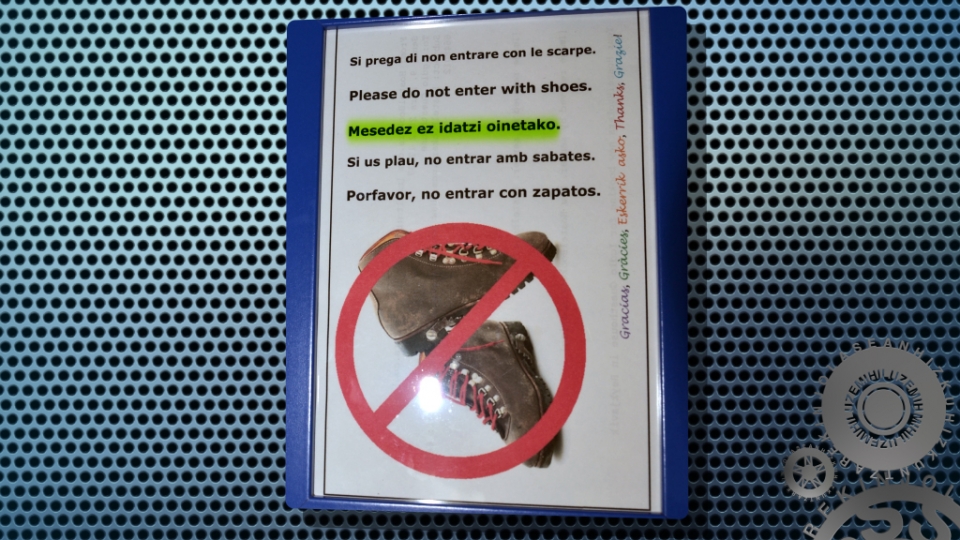 Si prega di non entrare con le scarpe.
Please do not enter with shoes.
Mesedez ez idatzi oinetako.
Si us plau, no entrar amb sabates.
Porfavor, no entrar con zapatos.
Gracias, Gràcies, Eskerrik asko, Thanks, Grazie!